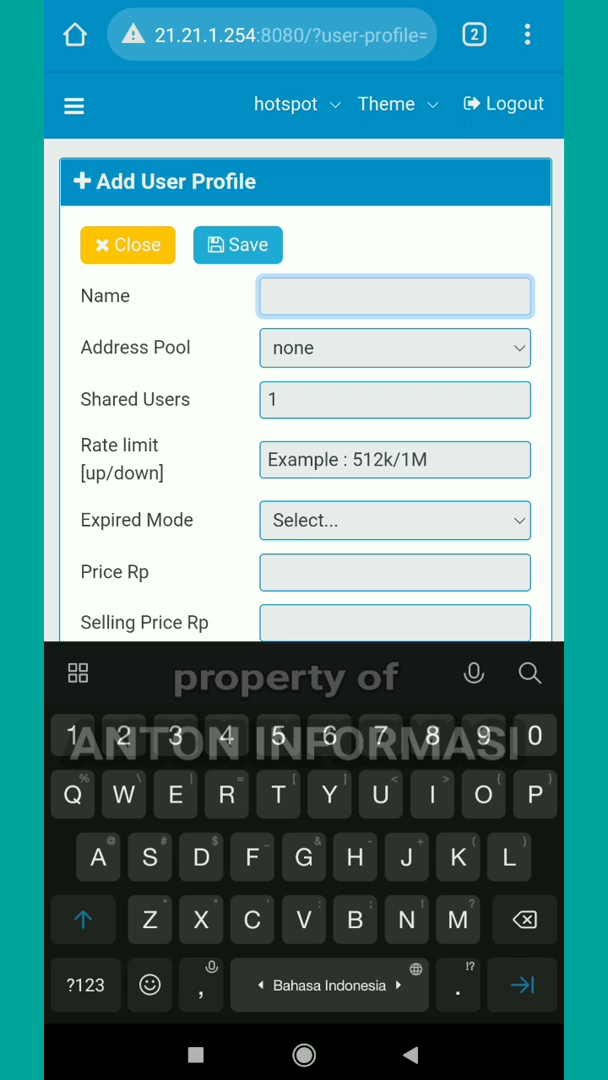 21.21.1.254:8080/?user-profile=
2
hotspot Theme Logout
Add User Profile
Close Save
Name
Address Pool none
Shared Users 1
Rate limit
[up/down] Example : 512k/1M
Expired Mode Select...
Price Rp
Selling Price Rp
property of
ANTON INFORMASI
1 2 3 4 5 6 7 8 9 0
% \ | = [ ] < > { }
Q W E R T Y U I O P
@ # $ _ & - + ( )
A S D F G H J K L
* " ' : ; ! ?
Z X C V B N M
?123 , Bahasa Indonesia . !?